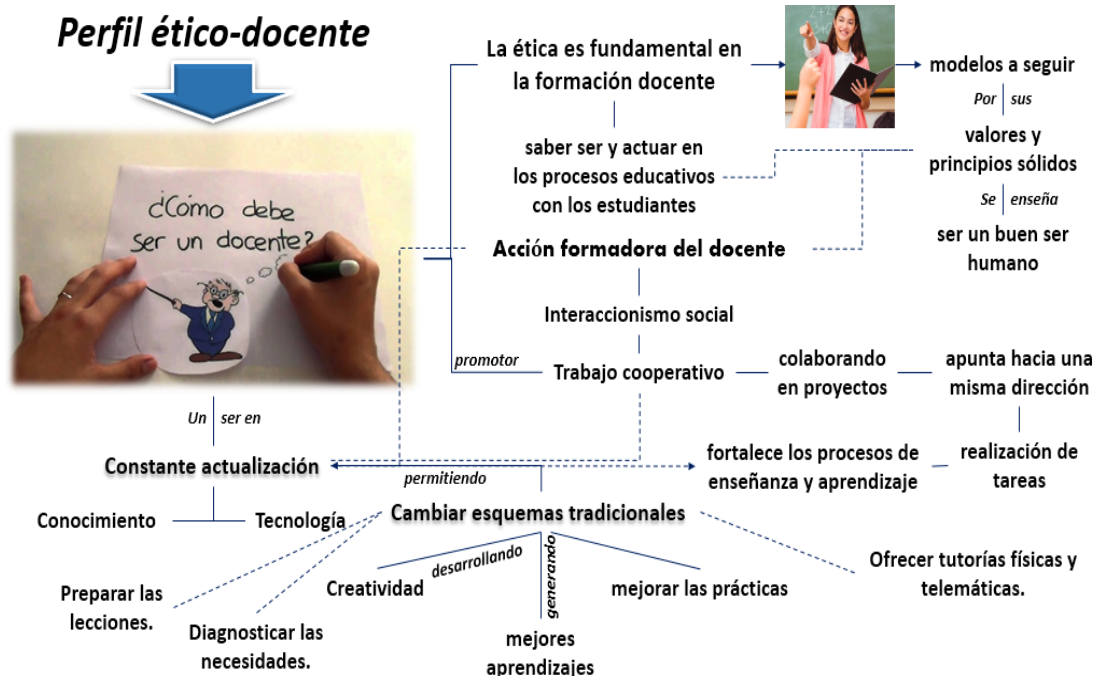 Perfil ético-docente
La ética es fundamental en
la formación docente
2+2=
modelos a seguir
Por sus
valores y
principios sólidos
Se enseña
ser un buen ser
humano
saber ser y actuar en
los procesos educativos
con los estudiantes
¿Cómo debe
ser un docente?
Acción formadora del docente
Interaccionismo social
promotor
Trabajo cooperativo
colaborando
en proyectos
apunta hacia una
misma dirección
realización de
tareas
fortalece los procesos de
enseñanza y aprendizaje
Un ser en
Constante actualización
Conocimiento
Tecnología
permitiendo
Cambiar esquemas tradicionales
Preparar las
lecciones.
Diagnosticar las
necesidades.
desarrollando
Creatividad
generando
mejores
aprendizajes
mejorar las prácticas
Ofrecer tutorías físicas y
telemáticas.